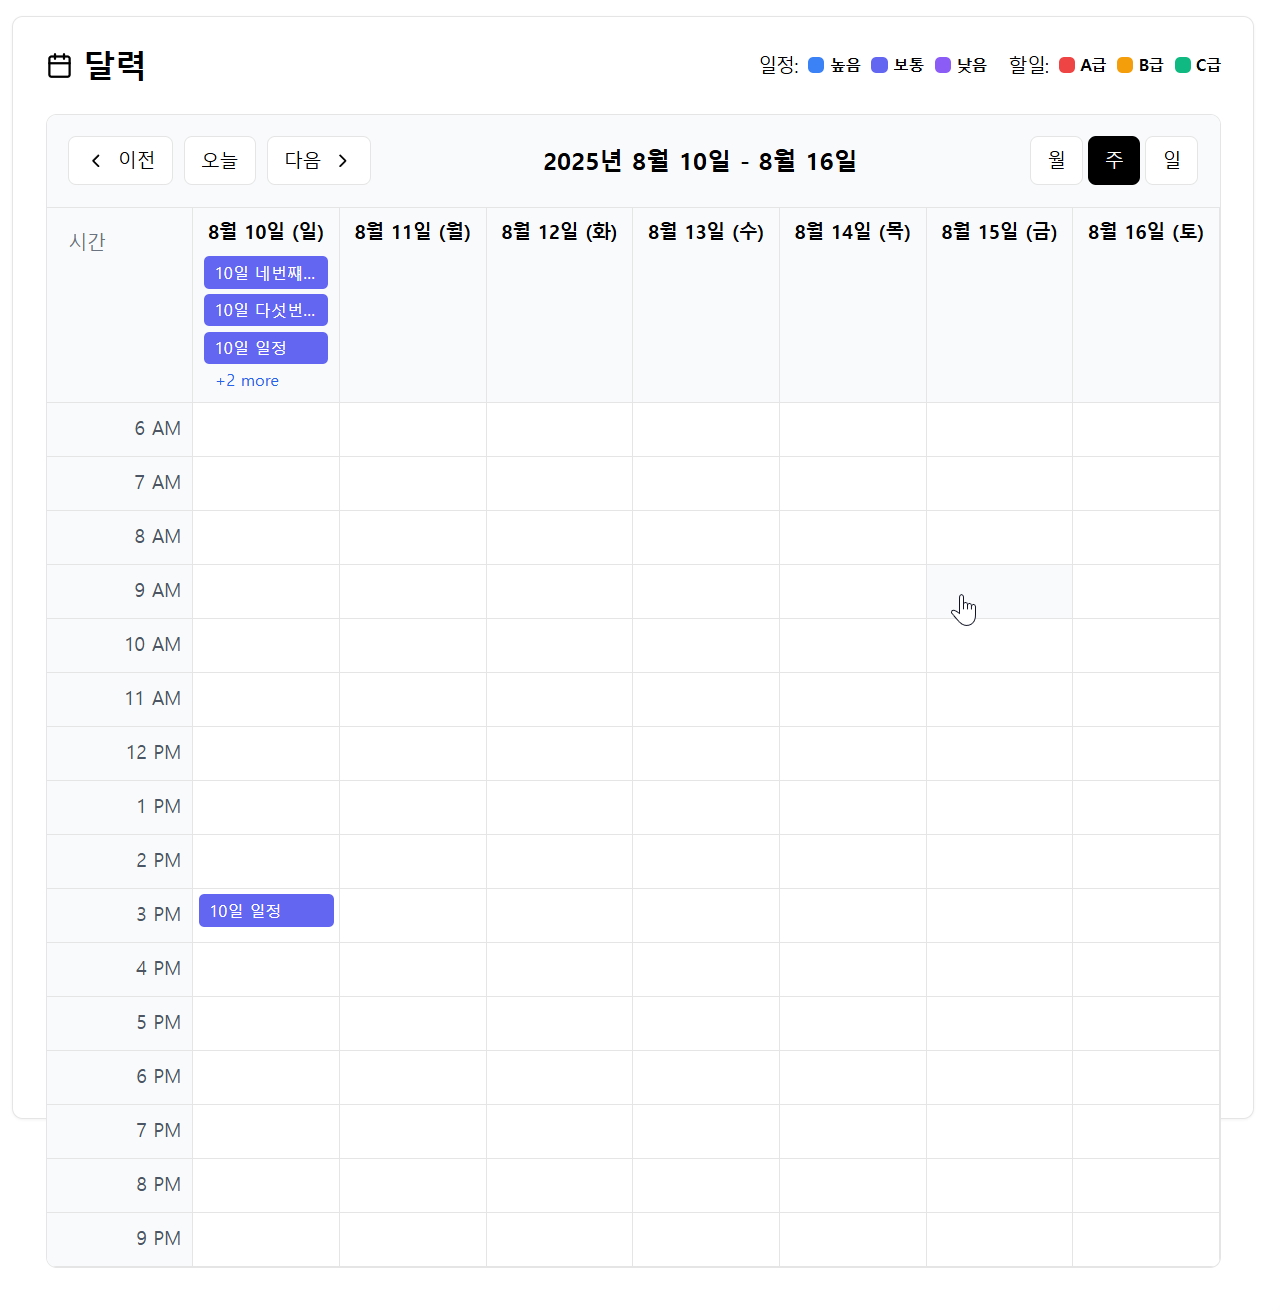 달력
일정: 높음 보통 낮음 할일: A급 B급 C급
이전 오늘 다음 2025년 8월 10일 - 8월 16일 월 주 일
시간 8월 10일 (일) 8월 11일 (월) 8월 12일 (화) 8월 13일 (수) 8월 14일 (목) 8월 15일 (금) 8월 16일 (토)
10일 네번째...
10일 다섯번...
10일 일정
+2 more
6 AM
7 AM
8 AM
9 AM
10 AM
11 AM
12 PM
1 PM
2 PM
3 PM 10일 일정
4 PM
5 PM
6 PM
7 PM
8 PM
9 PM